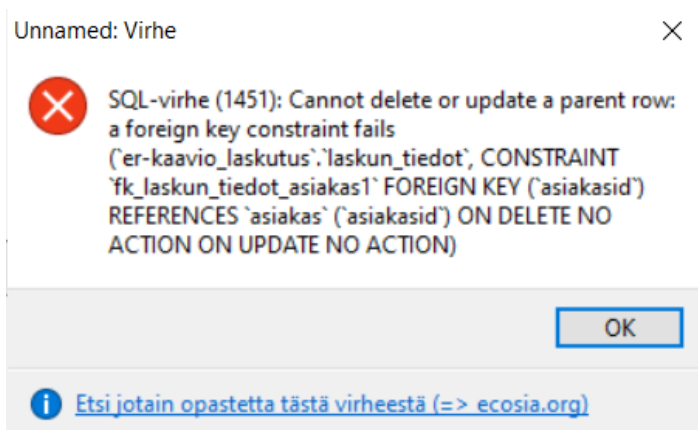 Unnamed: Virhe
SQL-virhe (1451): Cannot delete or update a parent row:
a foreign key constraint fails
(`er-kaavio_laskutus`.`laskun_tiedot`, CONSTRAINT
`fk_laskun_tiedot_asiakas1` FOREIGN KEY (`asiakasid`)
REFERENCES `asiakas` (`asiakasid`) ON DELETE NO
ACTION ON UPDATE NO ACTION)
OK
Etsi jotain opastetta tästä virheestä (=> ecosia.org)